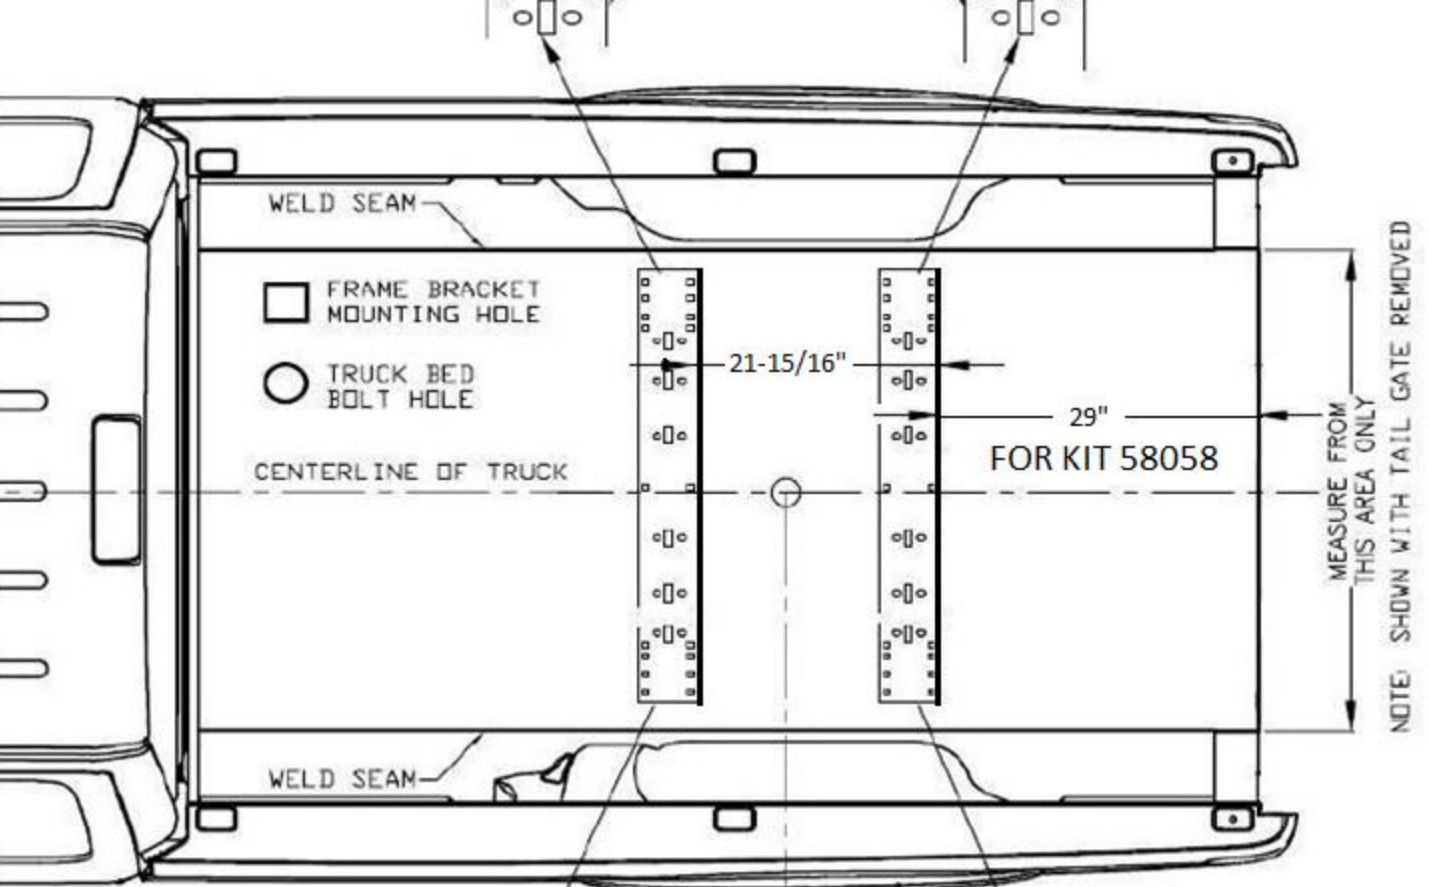 WELD SEAM
FRAME BRACKET
MOUNTING HOLE
21-15/16"
TRUCK BED
BOLT HOLE
29"
FOR KIT 58058
CENTERLINE OF TRUCK
WELD SEAM
MEASURE FROM
THIS AREA ONLY
NOTE: SHOWN WITH TAIL GATE REMOVED